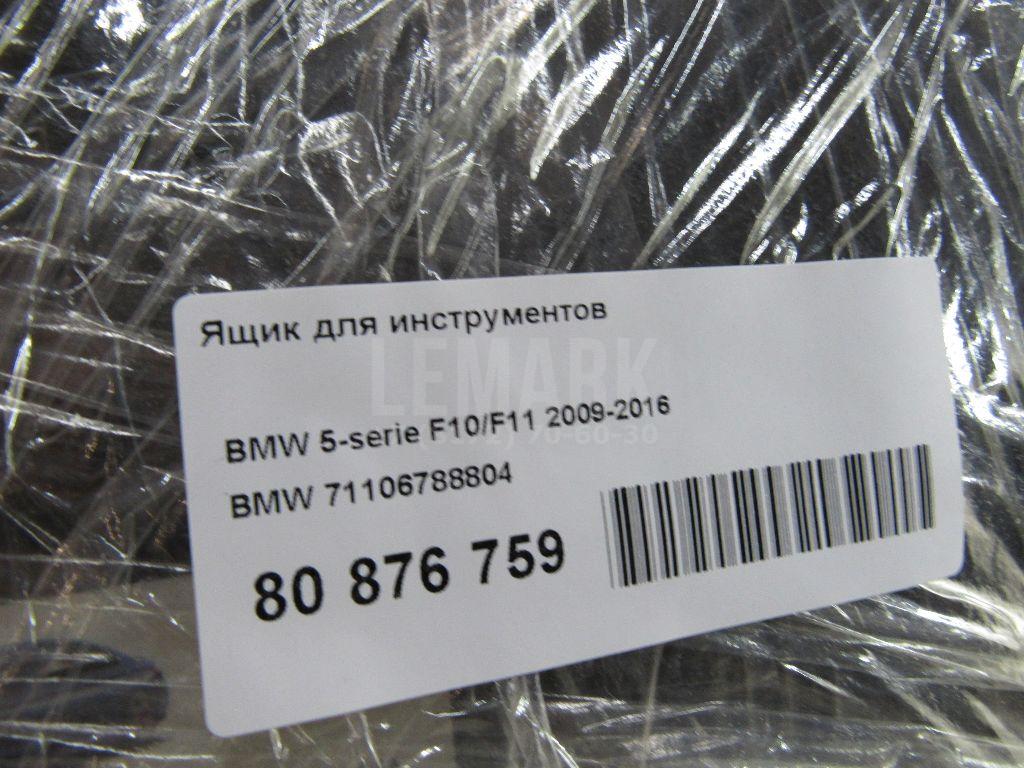 Ящик для инструментов
LEMARK
BMW 5-serie F10/F11 2009-2016
BMW 71106788804
80 876 759